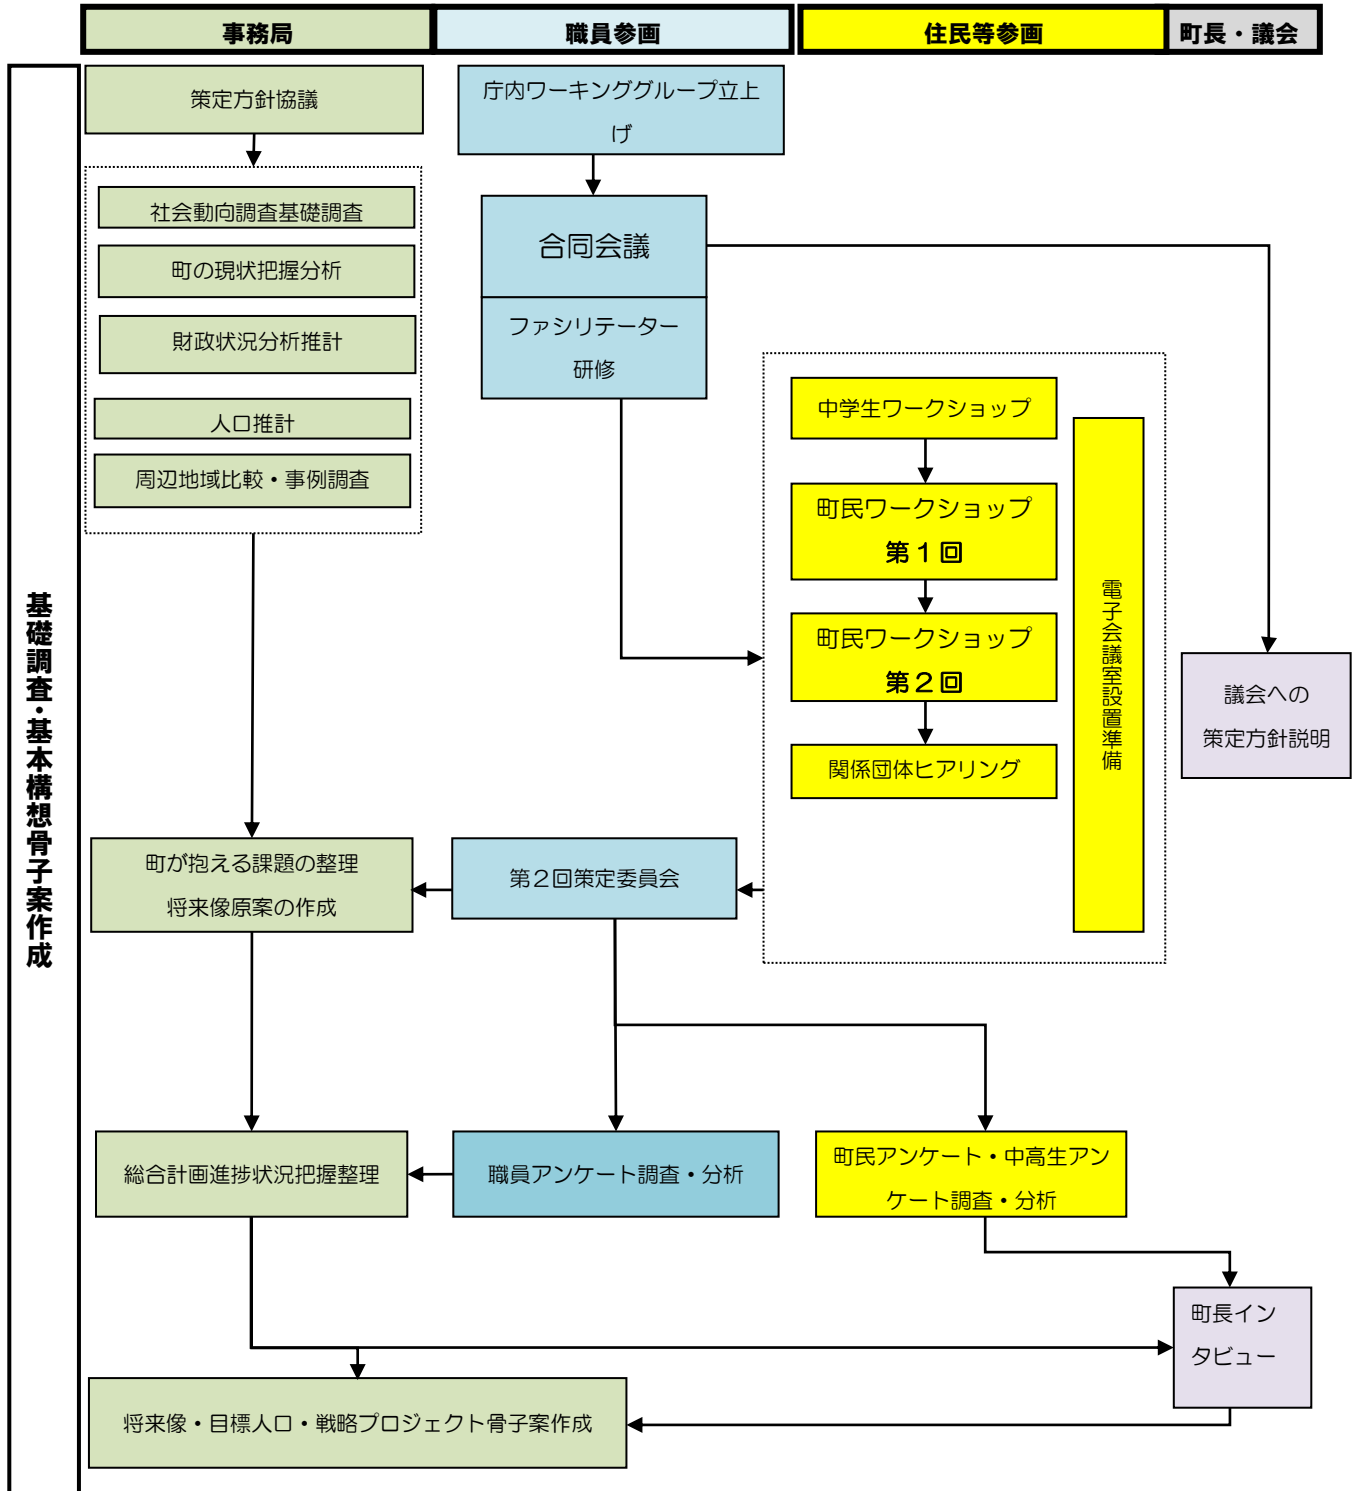 事務局
職員参画
住民等参画
町長・議会
基礎調査・基本構想骨子案作成
策定方針協議
庁内ワーキンググループ立上
げ
社会動向調査基礎調査
町の現状把握分析
財政状況分析推計
人口推計
周辺地域比較・事例調査
合同会議
ファシリテーター
研修
中学生ワークショップ
町民ワークショップ
第1回
町民ワークショップ
第2回
関係団体ヒアリング
電子会議室設置準備
議会への
策定方針説明
町が抱える課題の整理
将来像原案の作成
第2回策定委員会
総合計画進捗状況把握整理
職員アンケート調査・分析
町民アンケート・中高生アン
ケート調査・分析
町長イン
タビュー
将来像・目標人口・戦略プロジェクト骨子案作成